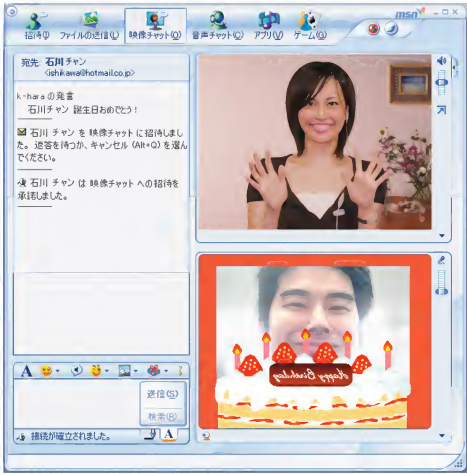 msn
招待(I)
ファイルの送信(L)
映像チャット(O)
音声チャット(C)
アプリ(V)
ゲーム(G)
宛先 石川チャン
<ishikawa@hotmail.co.jp>
k-hara の発言
石川チャン 誕生日おめでとう！
石川 チャン を 映像チャット に招待しまし
た。 返答を待つか、キャンセル (Alt+Q) を選ん
でください。
石川 チャン は 映像チャット への招待を
承諾しました。
Happy Birthday
A
送信(S)
検索(R)
接続が確立されました。
A